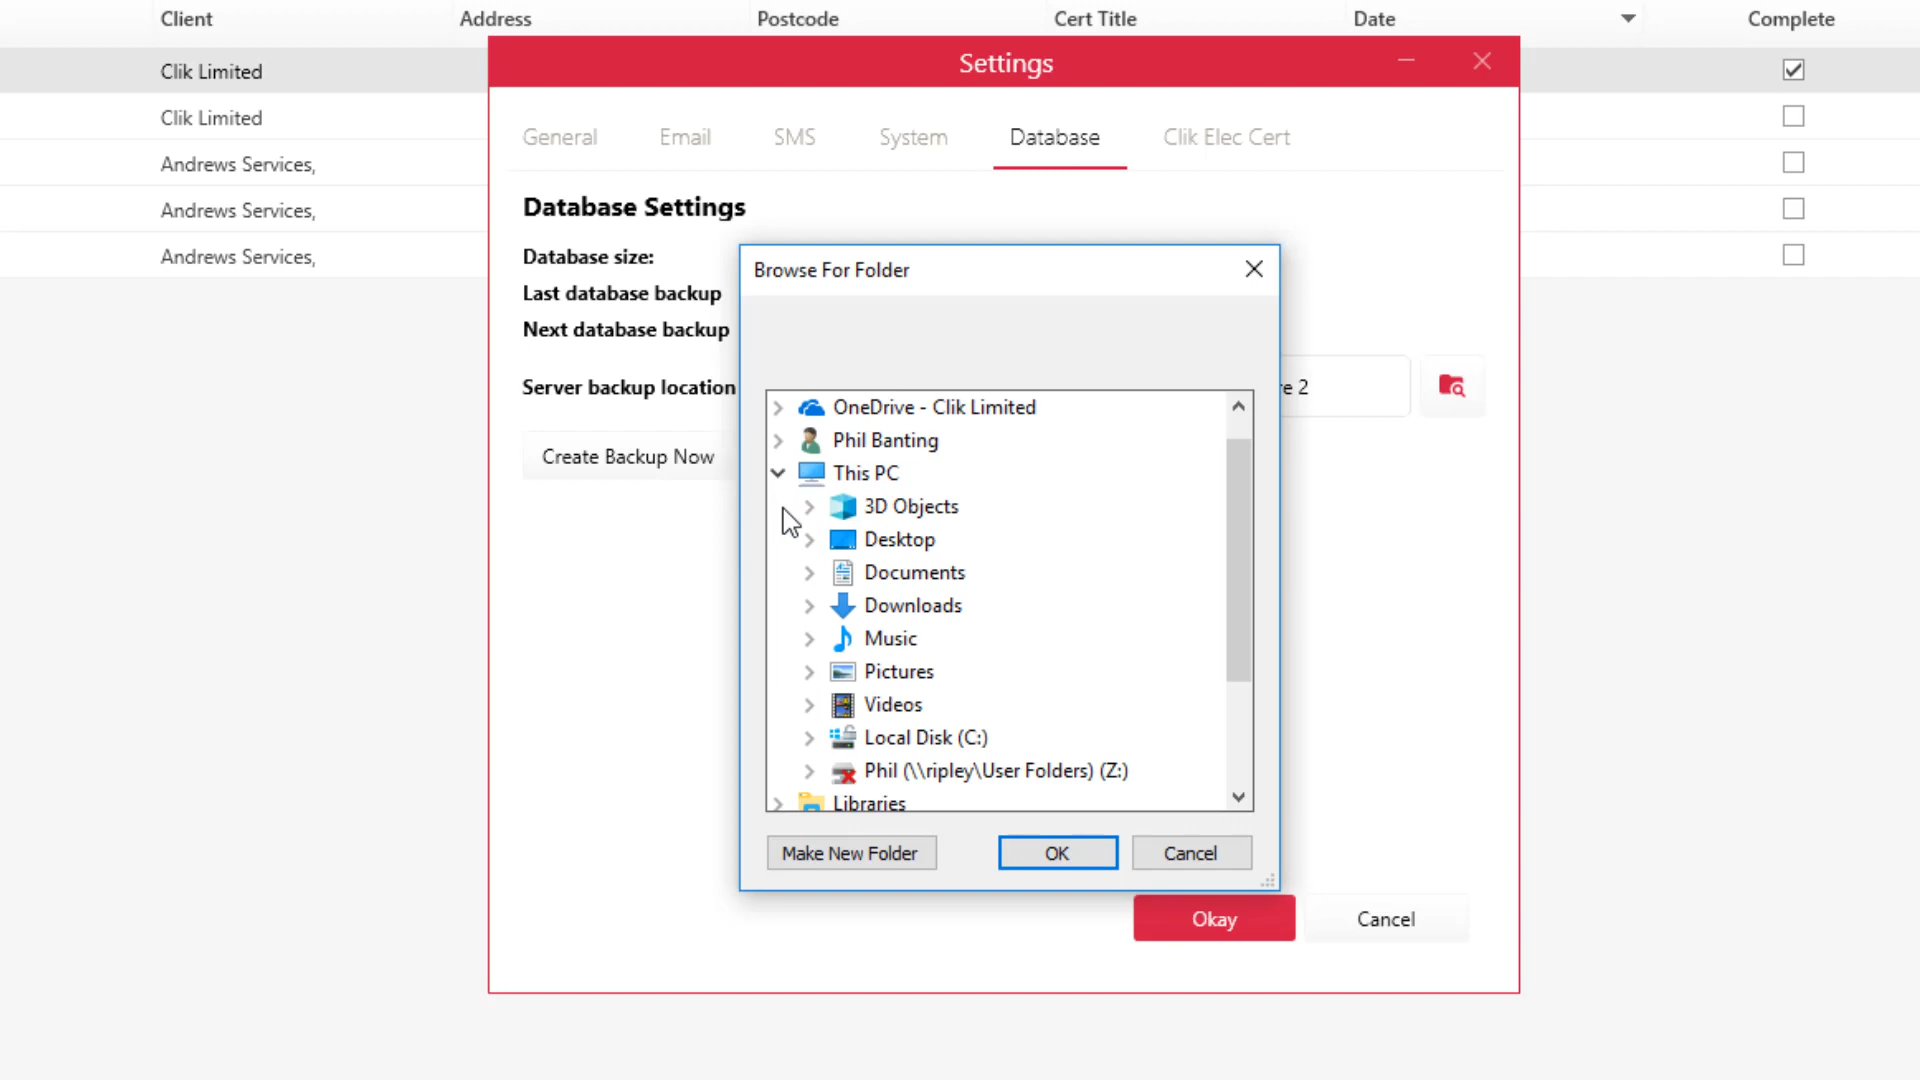 Client Address Postcode Cert Title Date Complete
Settings
Clik Limited
Clik Limited
Andrews Services,
Andrews Services,
Andrews Services,
General Email SMS System Database Clik Elec Cert
Database Settings
Database size:
Last database backup
Next database backup
Server backup location
e 2
Create Backup Now
Browse For Folder
OneDrive - Clik Limited
Phil Banting
This PC
3D Objects
Desktop
Documents
Downloads
Music
Pictures
Videos
Local Disk (C:)
Phil (\\ripley\User Folders) (Z:)
Libraries
Make New Folder OK Cancel
Okay Cancel